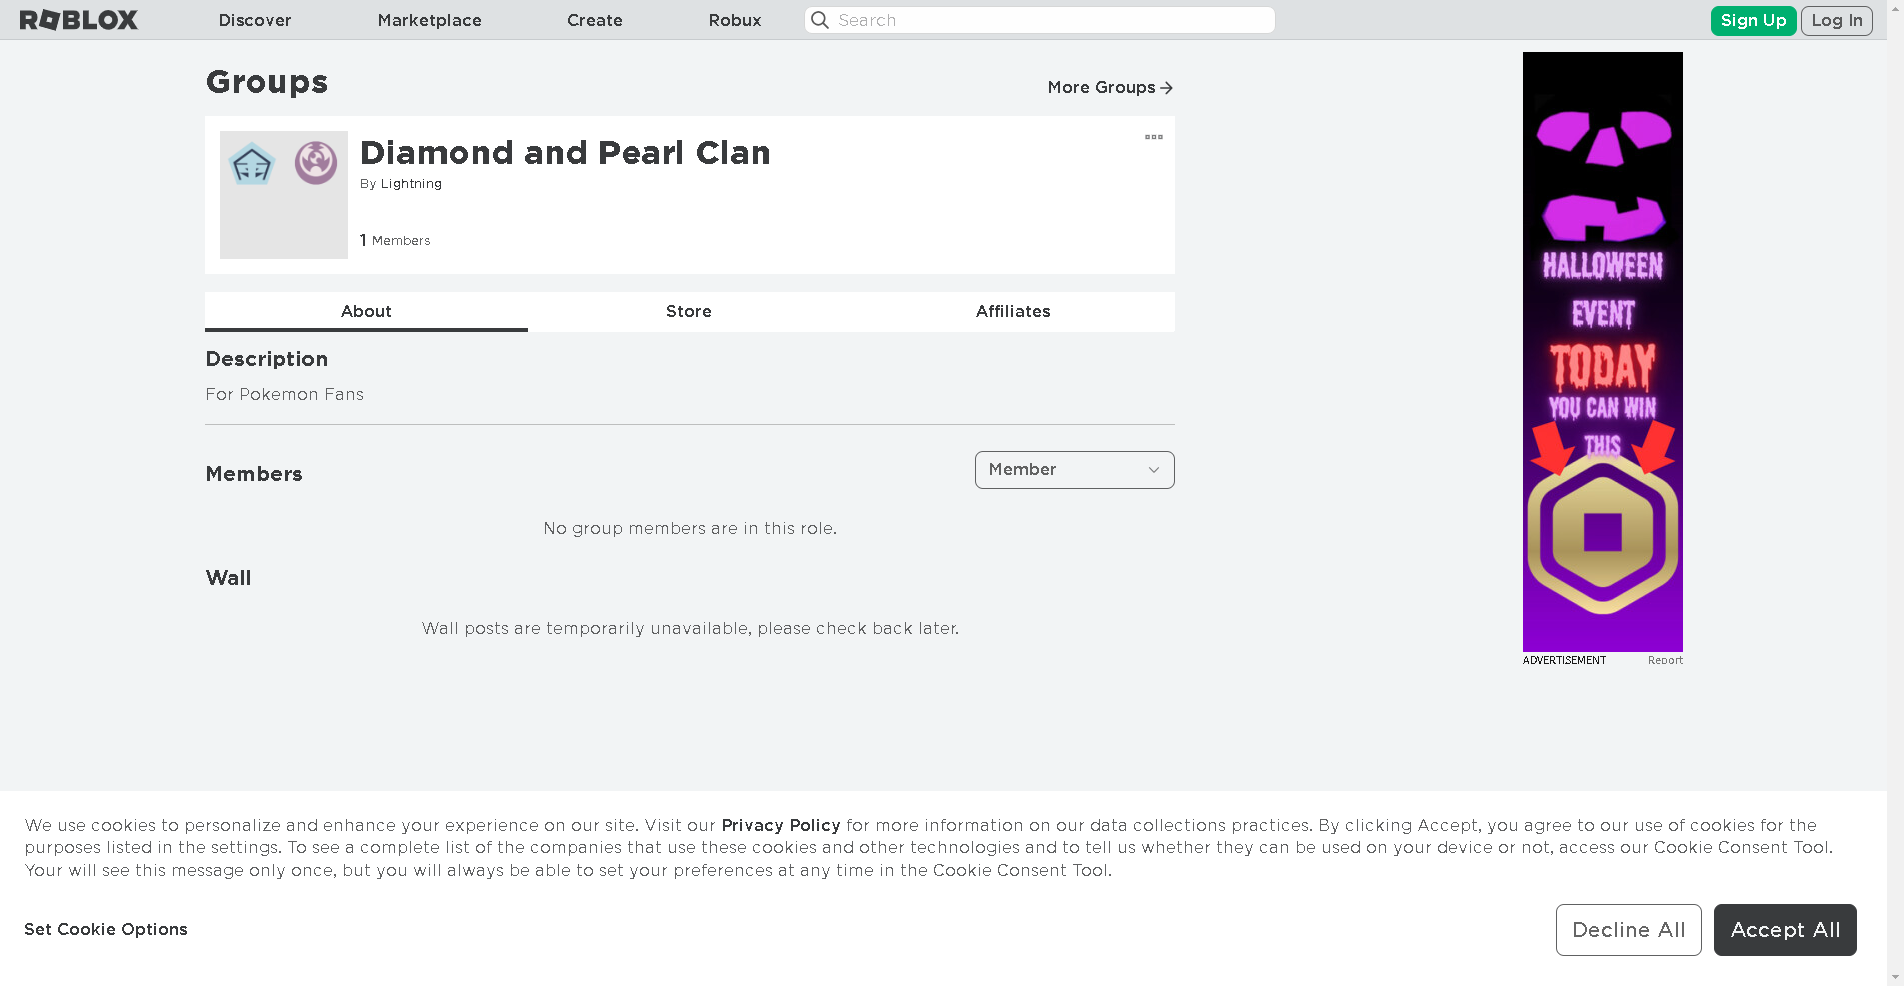 ROBLOX
Discover
Marketplace
Create
Robux
Search
Sign Up
Log In
Groups
More Groups
Diamond and Pearl Clan
By Lightning
1 Members
About
Store
Affiliates
Description
For Pokemon Fans
Members
Member
No group members are in this role.
Wall
Wall posts are temporarily unavailable, please check back later.
HALLOWEEN
EVENT
TODAY
YOU CAN WIN
THIS
ADVERTISEMENT
Report
We use cookies to personalize and enhance your experience on our site. Visit our Privacy Policy for more information on our data collections practices. By clicking Accept, you agree to our use of cookies for the
purposes listed in the settings. To see a complete list of the companies that use these cookies and other technologies and to tell us whether they can be used on your device or not, access our Cookie Consent Tool.
Your will see this message only once, but you will always be able to set your preferences at any time in the Cookie Consent Tool.
Set Cookie Options
Decline All
Accept All